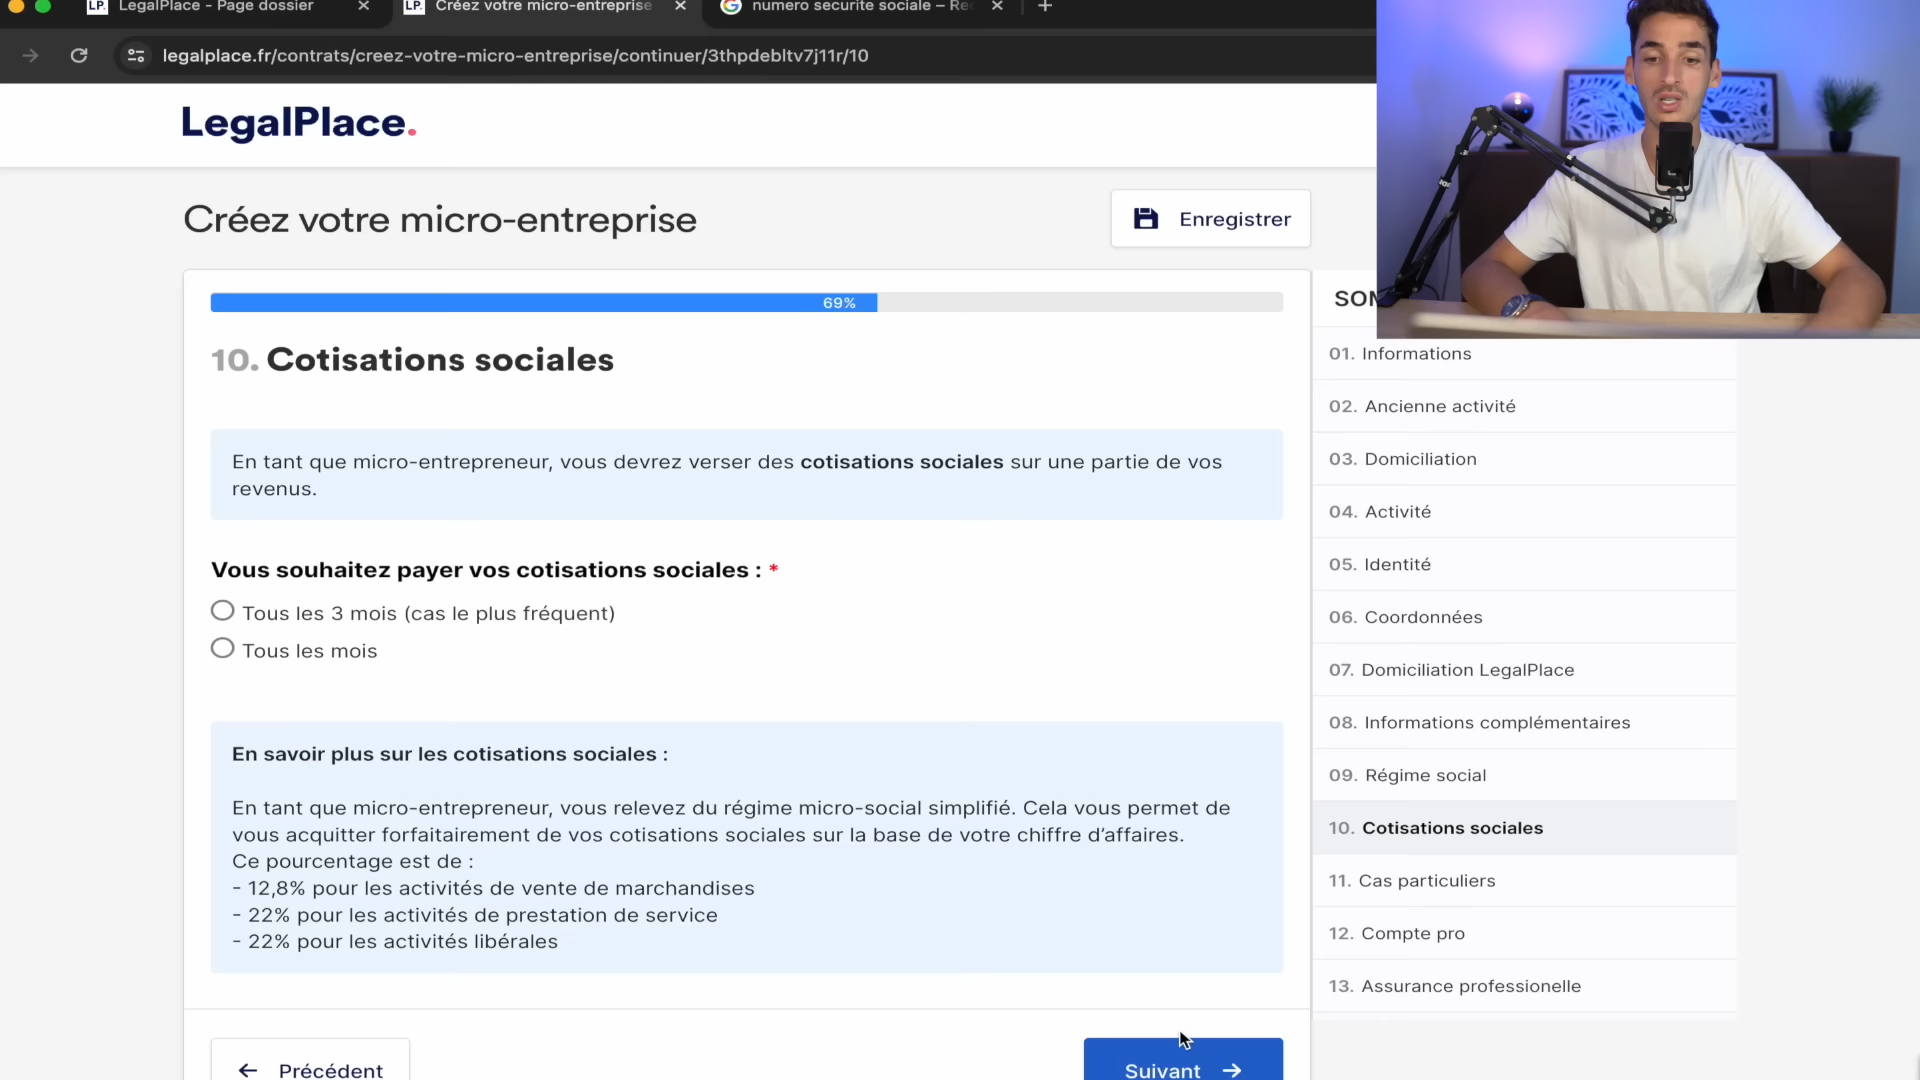 LP. LegalPlace - Page dossier
LP. Créez votre micro-entreprise
numero securite sociale – Re
legalplace.fr/contrats/creez-votre-micro-entreprise/continuer/3thpdebltv7j11r/10
LegalPlace.
Créez votre micro-entreprise
Enregistrer
69%
10. Cotisations sociales
En tant que micro-entrepreneur, vous devrez verser des cotisations sociales sur une partie de vos
revenus.
Vous souhaitez payer vos cotisations sociales : *
Tous les 3 mois (cas le plus fréquent)
Tous les mois
En savoir plus sur les cotisations sociales :
En tant que micro-entrepreneur, vous relevez du régime micro-social simplifié. Cela vous permet de
vous acquitter forfaitairement de vos cotisations sociales sur la base de votre chiffre d'affaires.
Ce pourcentage est de :
- 12,8% pour les activités de vente de marchandises
- 22% pour les activités de prestation de service
- 22% pour les activités libérales
Précédent
Suivant
SOM
01. Informations
02. Ancienne activité
03. Domiciliation
04. Activité
05. Identité
06. Coordonnées
07. Domiciliation LegalPlace
08. Informations complémentaires
09. Régime social
10. Cotisations sociales
11. Cas particuliers
12. Compte pro
13. Assurance professionelle